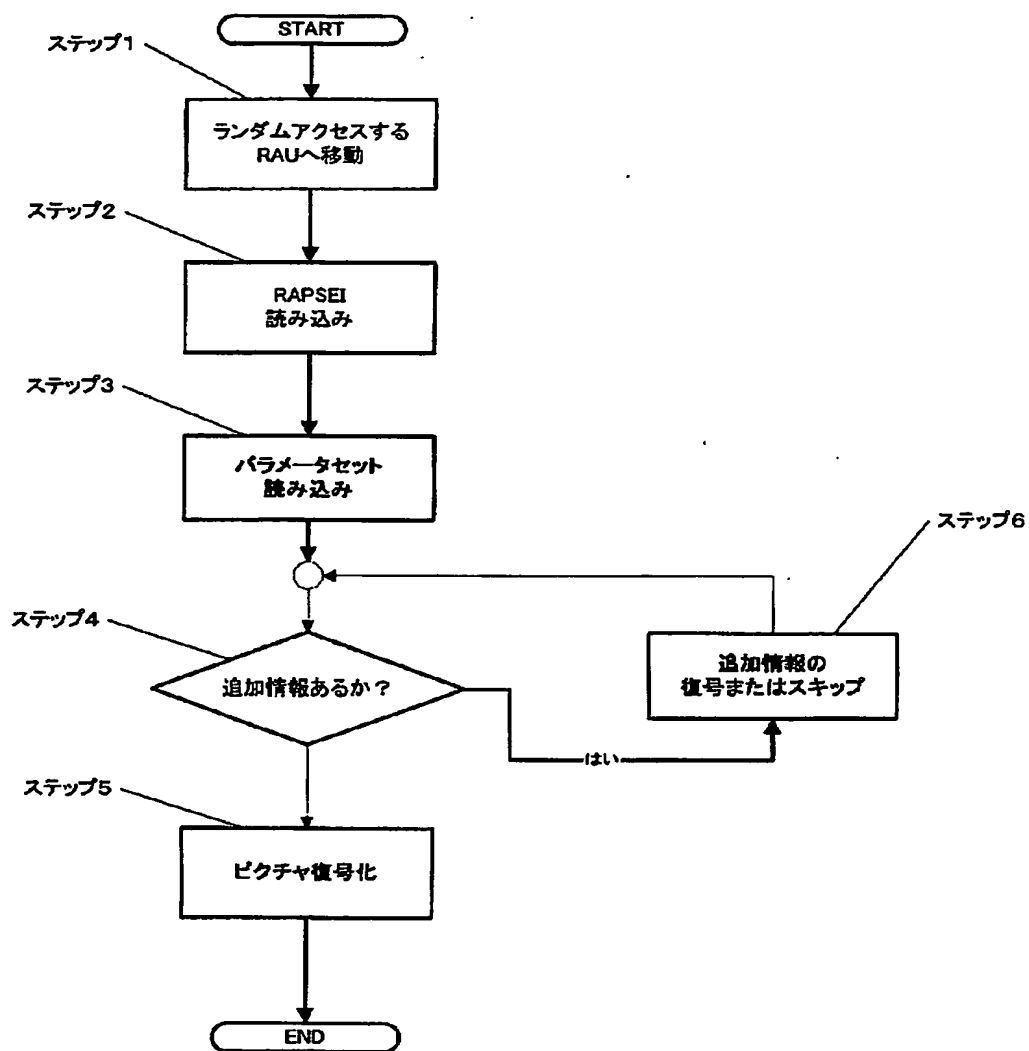 START
ステップ1
ランダムアクセスする
RAUへ移動
ステップ2
RAPSEI
読み込み
ステップ3
パラメータセット
読み込み
ステップ6
ステップ4
追加情報あるか？
追加情報の
復号またはスキップ
はい
ステップ5
ピクチャ復号化
END